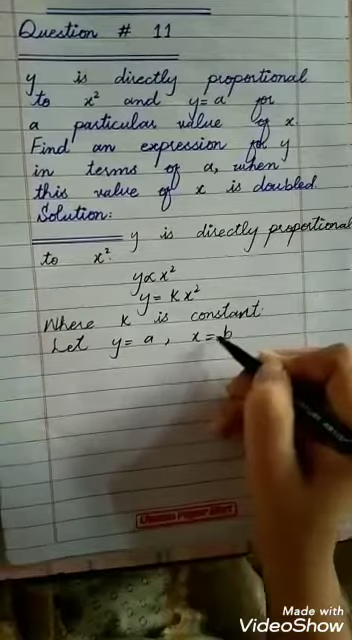 Question # 11
y is directly proportional
to x² and y= a for
a particular value of x.
Find an expression for y
in terms of a, when
this value of x is doubled.
Solution:
y is directly proportional
to x².
y∝x²
y = Kx²
Where K is constant.
Let y= a, x= b
Made with
VideoShow